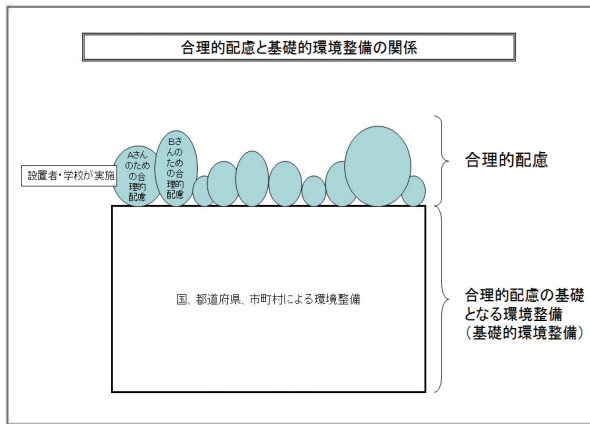 合理的配慮と基礎的環境整備の関係
設置者・学校が実施
Aさん
のため
の合
理的
配慮
Bさ
んの
ため
の合
理的
配慮
合理的配慮
国、都道府県、市町村による環境整備
合理的配慮の基礎
となる環境整備
（基礎的環境整備）